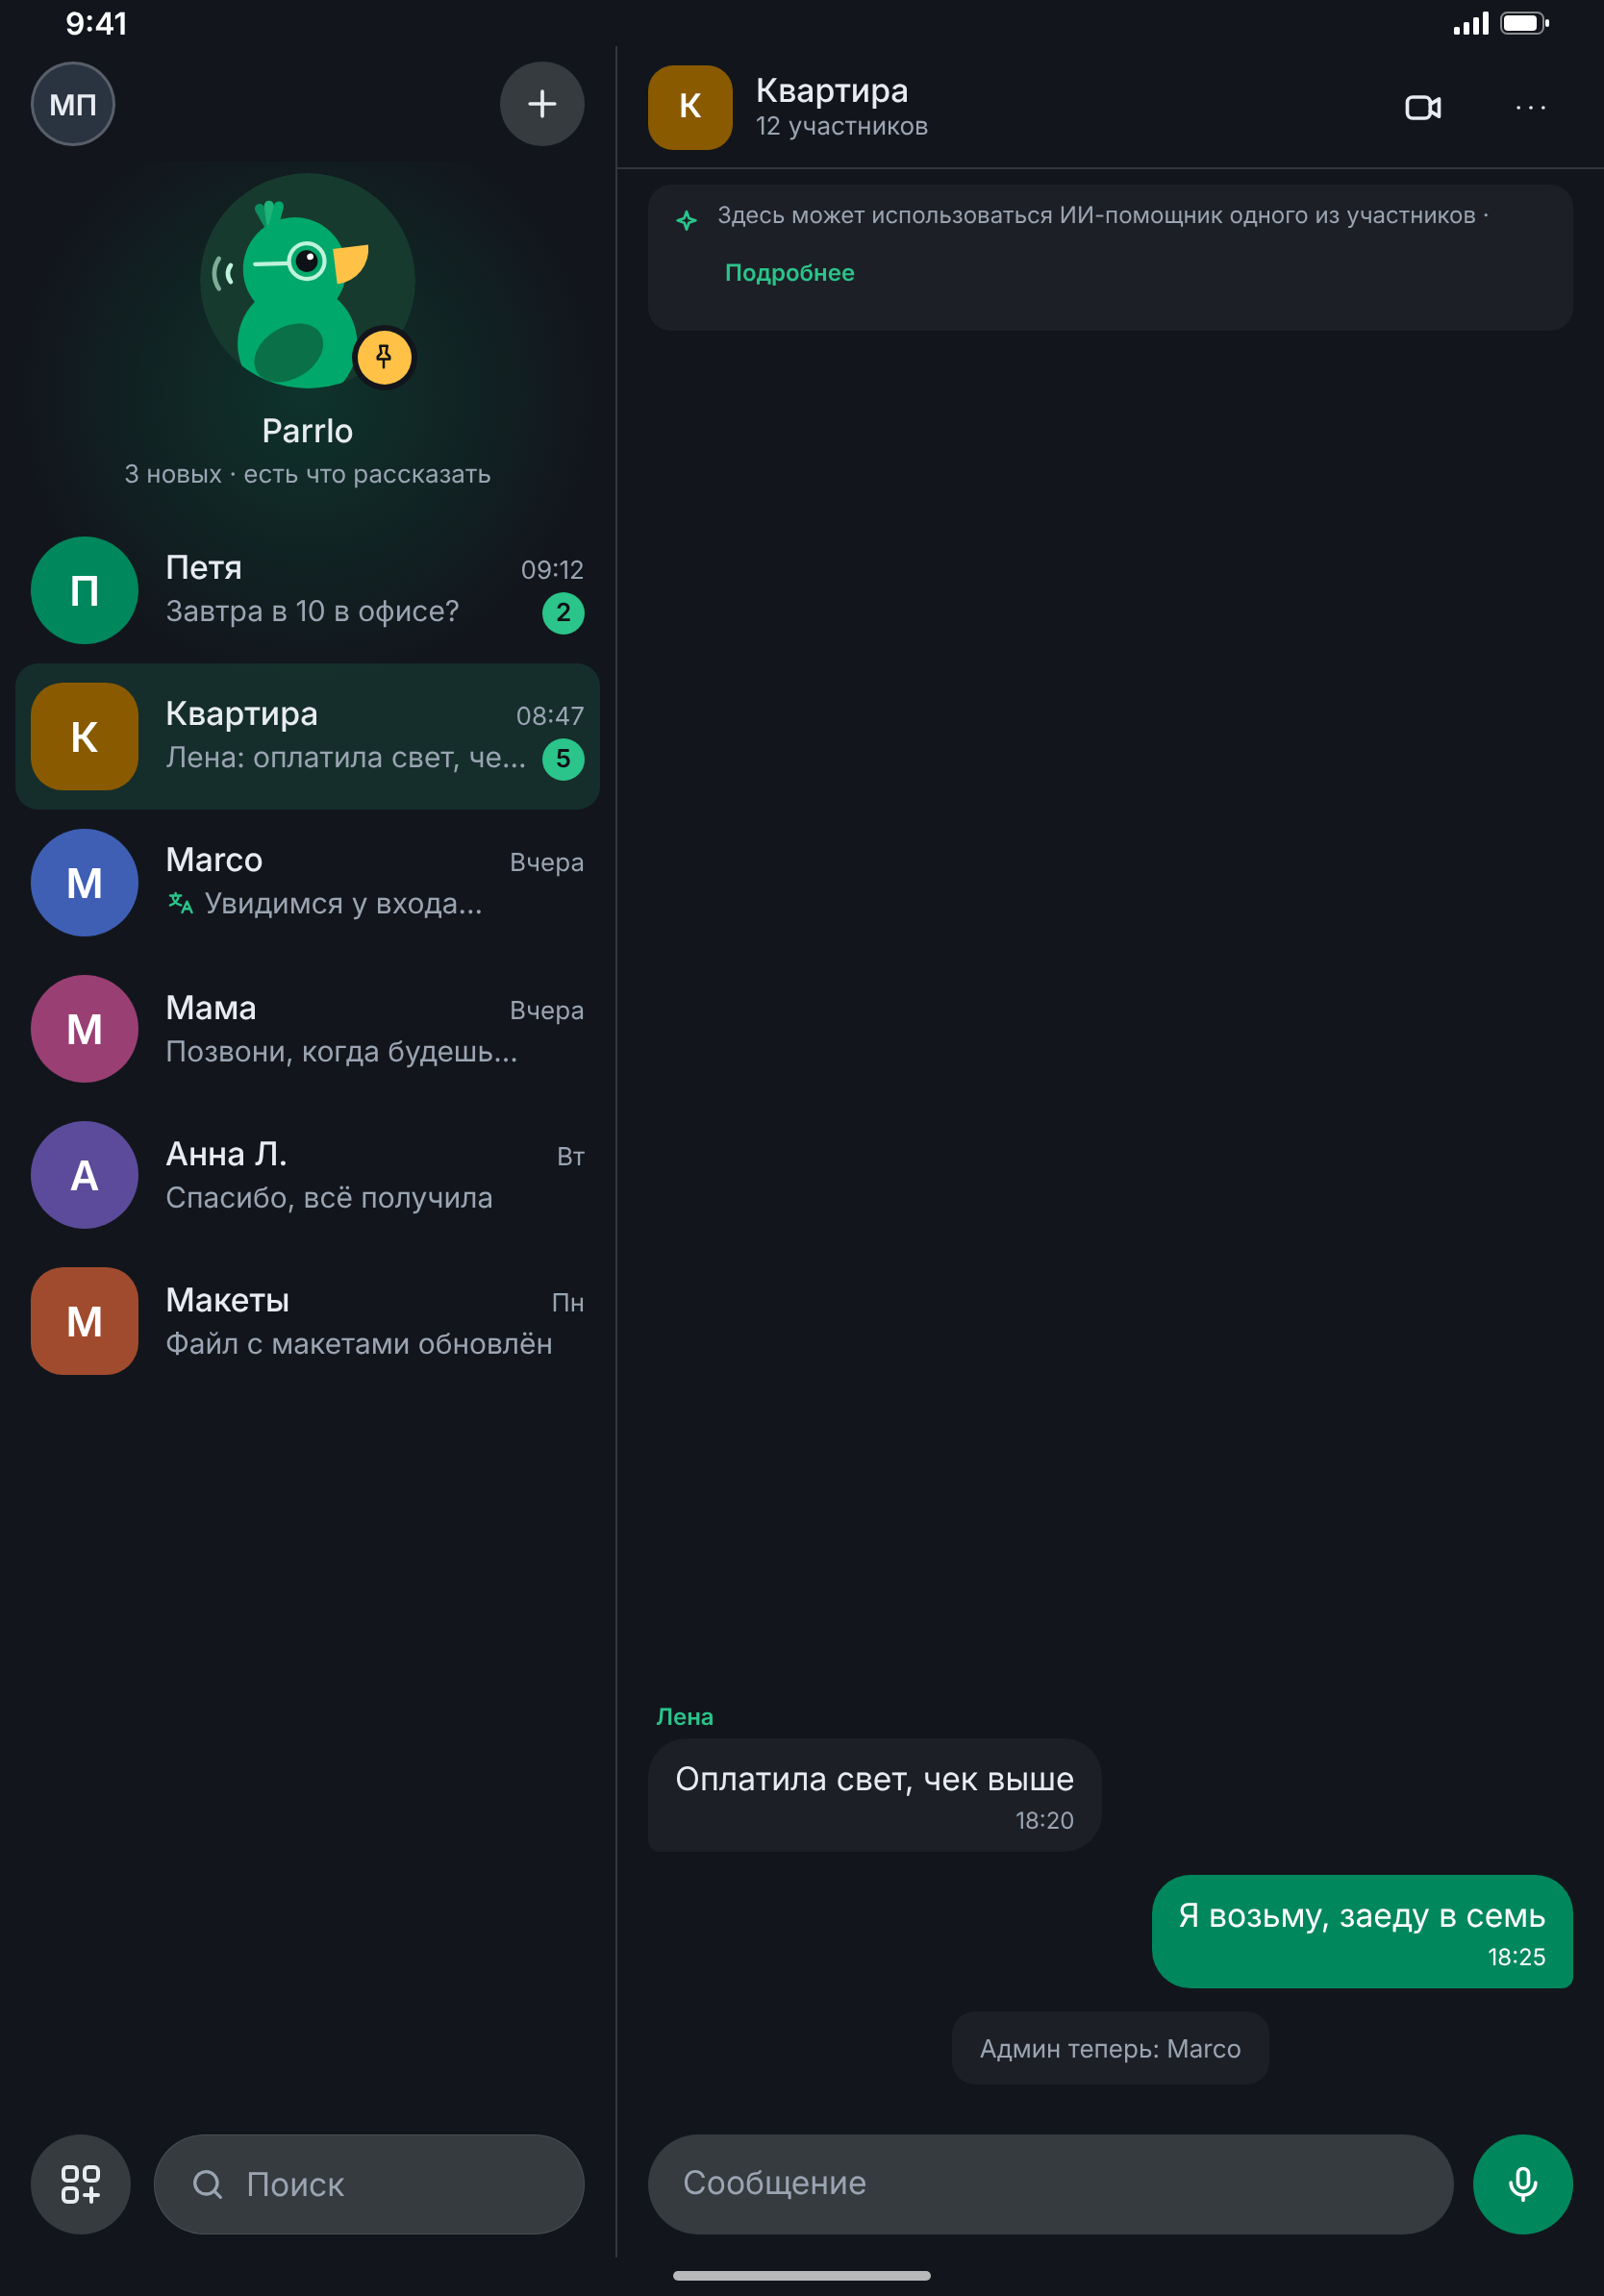 9:41
МП
Parrlo
3 новых · есть что рассказать
П
Петя
09:12
Завтра в 10 в офисе?
2
К
Квартира
08:47
Лена: оплатила свет, че...
5
M
Marco
Вчера
Увидимся у входа...
М
Мама
Вчера
Позвони, когда будешь...
А
Анна Л.
Вт
Спасибо, всё получила
М
Макеты
Пн
Файл с макетами обновлён
Поиск
К
Квартира
12 участников
Здесь может использоваться ИИ-помощник одного из участников ·
Подробнее
Лена
Оплатила свет, чек выше
18:20
Я возьму, заеду в семь
18:25
Админ теперь: Marco
Сообщение